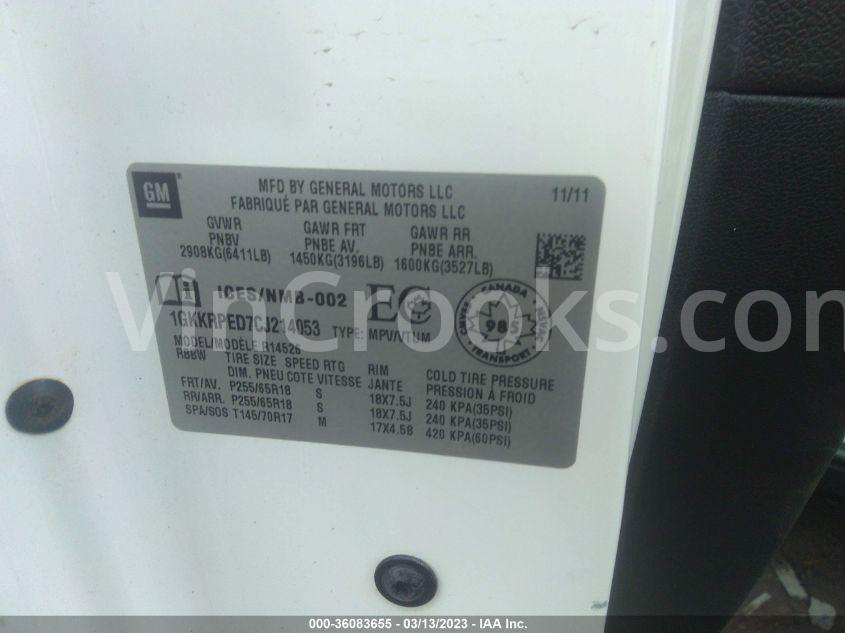 GM
MFD BY GENERAL MOTORS LLC 11/11
FABRIQUÉ PAR GENERAL MOTORS LLC
GVWR GAWR FRT GAWR RR
PNBV PNBE AV. PNBE ARR.
2908KG(6411LB) 1450KG(3196LB) 1600KG(3527LB)
i ICES/NMB-002 EC
CANADA
985
TRANSPORT
VinCrooks.com
1GKKRPED7CJ214053 TYPE: MPV/VTUM
MODEL/MODÈLE R14526
RBBW TIRE SIZE SPEED RTG RIM COLD TIRE PRESSURE
DIM. PNEU COTE VITESSE JANTE PRESSION À FROID
FRT/AV. P255/65R18 S 18X7.5J 240 KPA(35PSI)
RR/ARR. P255/65R18 S 18X7.5J 240 KPA(35PSI)
SPA/SOS T145/70R17 M 17X4.5B 420 KPA(60PSI)
000-36083655 - 03/13/2023 - IAA Inc.